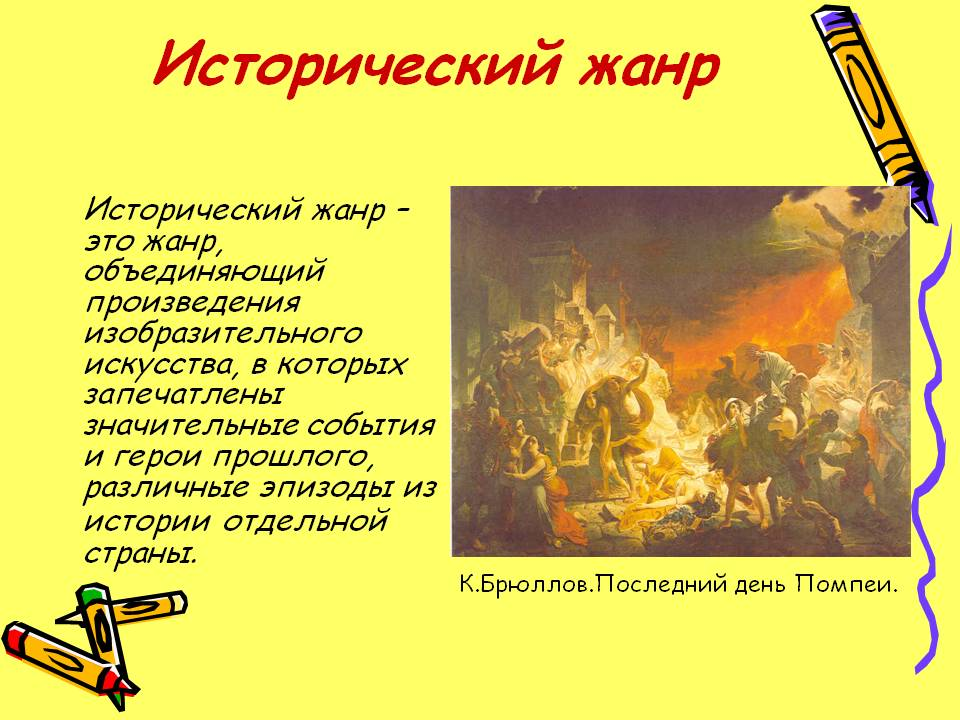 Исторический жанр
Исторический жанр –
это жанр,
объединяющий
произведения
изобразительного
искусства, в которых
запечатлены
значительные события
и герои прошлого,
различные эпизоды из
истории отдельной
страны.
К.Брюллов.Последний день Помпеи.